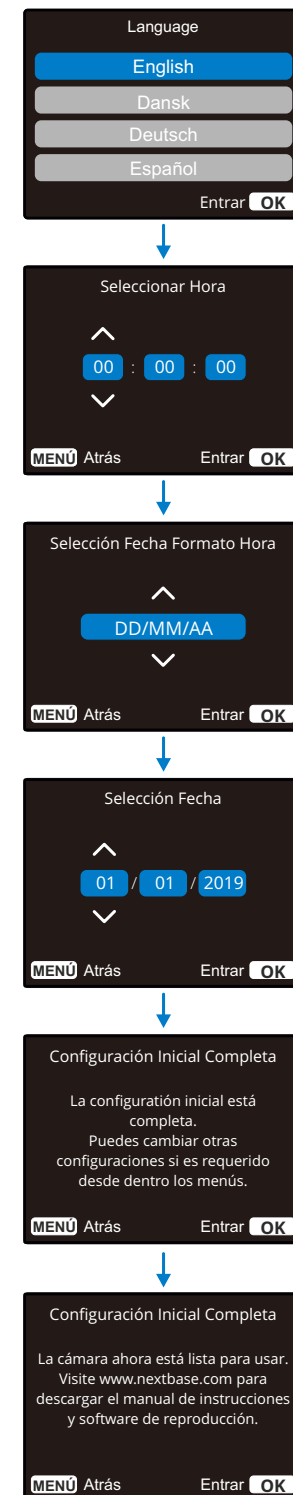 Language
English
Dansk
Deutsch
Español
Entrar OK
Seleccionar Hora
00 : 00 : 00
MENÚ Atrás Entrar OK
Selección Fecha Formato Hora
DD/MM/AA
MENÚ Atrás Entrar OK
Selección Fecha
01 / 01 / 2019
MENÚ Atrás Entrar OK
Configuración Inicial Completa
La configuratión inicial está
completa.
Puedes cambiar otras
configuraciones si es requerido
desde dentro los menús.
MENÚ Atrás Entrar OK
Configuración Inicial Completa
La cámara ahora está lista para usar.
Visite www.nextbase.com para
descargar el manual de instrucciones
y software de reproducción.
MENÚ Atrás Entrar OK